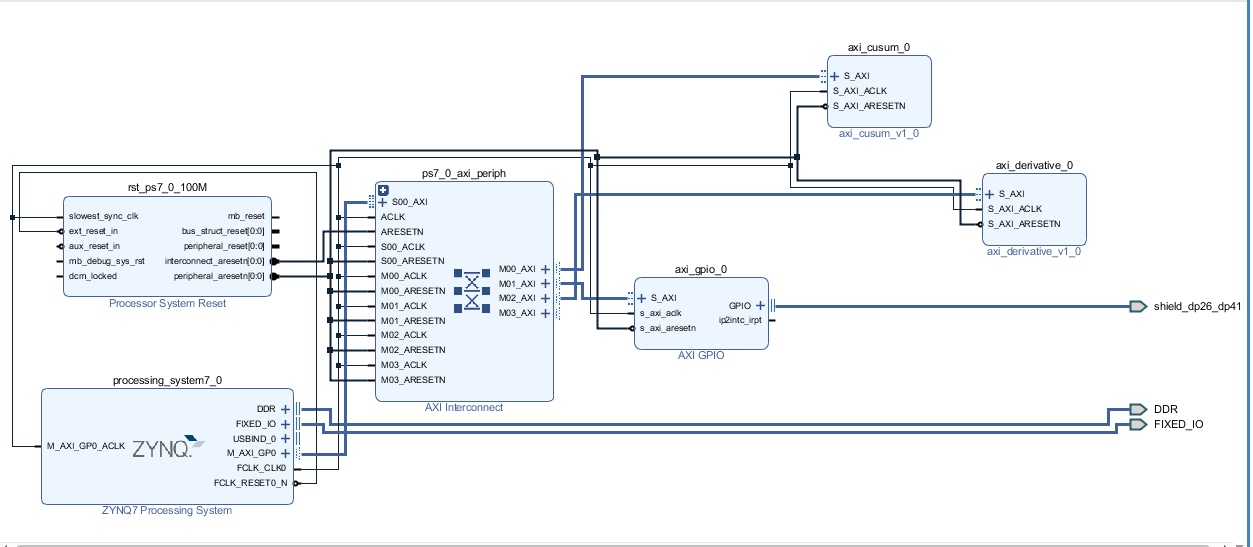 axi_cusum_0
S_AXI
S_AXI_ACLK
S_AXI_ARESETN
axi_cusum_v1_0
axi_derivative_0
S_AXI
S_AXI_ACLK
S_AXI_ARESETN
axi_derivative_v1_0
rst_ps7_0_100M
slowest_sync_clk
ext_reset_in
aux_reset_in
mb_debug_sys_rst
dcm_locked
mb_reset
bus_struct_reset[0:0]
peripheral_reset[0:0]
interconnect_aresetn[0:0]
peripheral_aresetn[0:0]
Processor System Reset
ps7_0_axi_periph
S00_AXI
ACLK
ARESETN
S00_ACLK
S00_ARESETN
M00_ACLK
M00_ARESETN
M01_ACLK
M01_ARESETN
M02_ACLK
M02_ARESETN
M03_ACLK
M03_ARESETN
M00_AXI
M01_AXI
M02_AXI
M03_AXI
AXI Interconnect
axi_gpio_0
S_AXI
s_axi_aclk
s_axi_aresetn
GPIO
ip2intc_irpt
AXI GPIO
shield_dp26_dp41
processing_system7_0
M_AXI_GP0_ACLK
ZYNQ
DDR
FIXED_IO
USBIND_0
M_AXI_GP0
FCLK_CLK0
FCLK_RESET0_N
ZYNQ7 Processing System
DDR
FIXED_IO